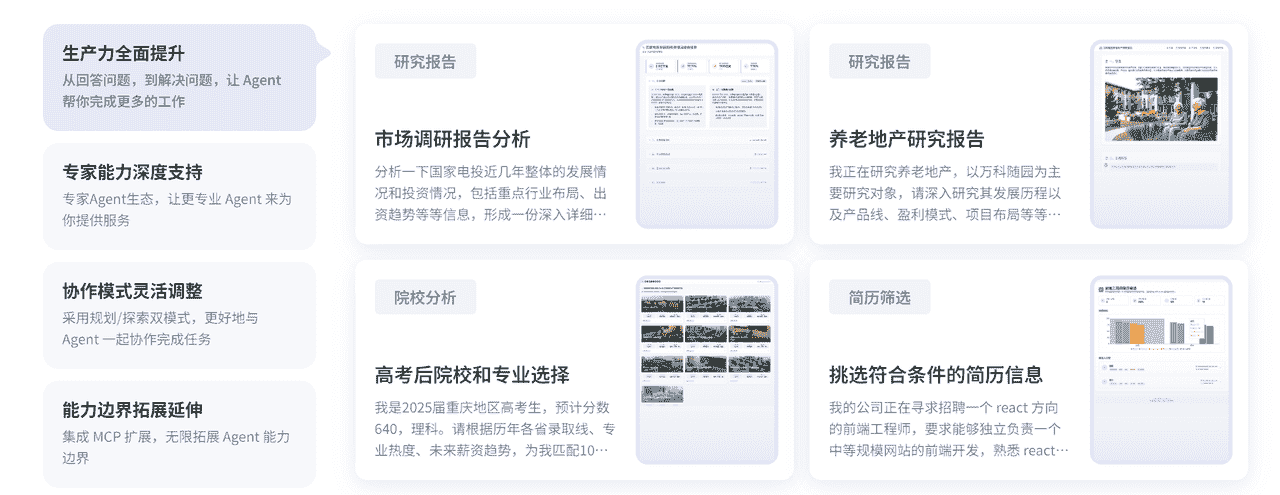 生产力全面提升
从回答问题，到解决问题，让 Agent
帮你完成更多的工作
专家能力深度支持
专家Agent生态，让更专业 Agent 来为
你提供服务
协作模式灵活调整
采用规划/探索双模式，更好地与
Agent 一起协作完成任务
能力边界拓展延伸
集成 MCP 扩展，无限拓展 Agent 能力
边界
研究报告
市场调研报告分析
分析一下国家电投近几年整体的发展情
况和投资情况，包括重点行业布局、出
资趋势等等信息，形成一份深入详细…
研究报告
养老地产研究报告
我正在研究养老地产，以万科随园为主
要研究对象，请深入研究其发展历程以
及产品线、盈利模式、项目布局等等…
院校分析
高考后院校和专业选择
我是2025届重庆地区高考生，预计分数
640，理科。请根据历年各省录取线、专
业热度、未来薪资趋势，为我匹配10…
简历筛选
挑选符合条件的简历信息
我的公司正在寻求招聘一个 react 方向
的前端工程师，要求能够独立负责一个
中等规模网站的前端开发，熟悉 react…